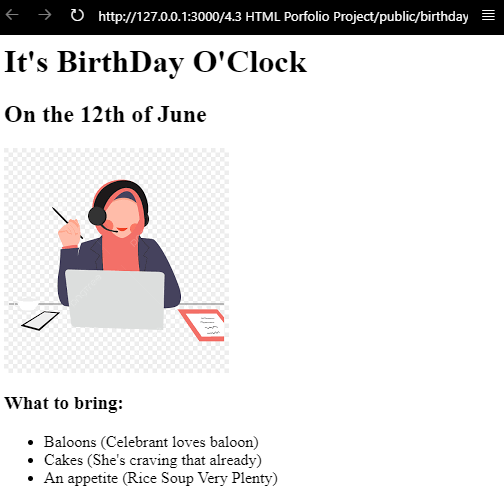 http://127.0.0.1:3000/4.3 HTML Porfolio Project/public/birthday
It's BirthDay O'Clock
On the 12th of June
What to bring:
Baloons (Celebrant loves baloon)
Cakes (She's craving that already)
An appetite (Rice Soup Very Plenty)